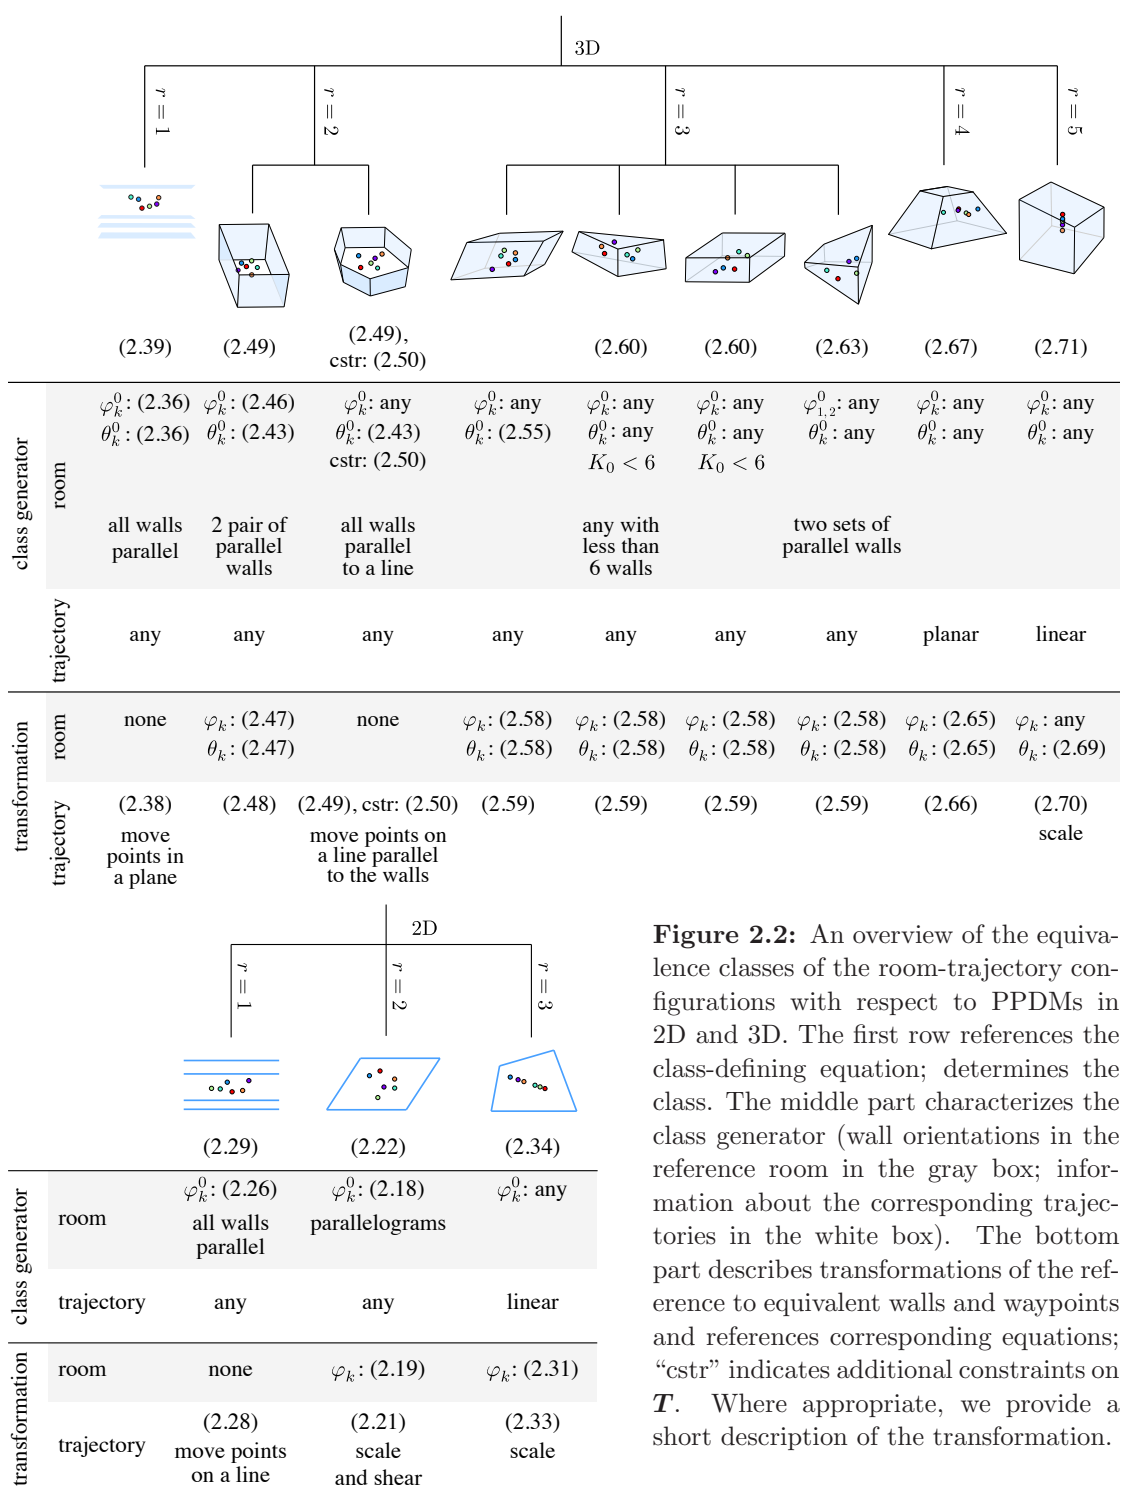 3D
r = 1
r = 2
r = 3
r = 4
r = 5
(2.39) (2.49) (2.49), cstr: (2.50) (2.60) (2.60) (2.63) (2.67) (2.71)
class generator
room
φ⁰ₖ: (2.36) φ⁰ₖ: (2.46) φ⁰ₖ: any φ⁰ₖ: any φ⁰ₖ: any φ⁰ₖ: any φ⁰₁,₂: any φ⁰ₖ: any φ⁰ₖ: any
θ⁰ₖ: (2.36) θ⁰ₖ: (2.43) θ⁰ₖ: (2.43) θ⁰ₖ: (2.55) θ⁰ₖ: any θ⁰ₖ: any θ⁰ₖ: any θ⁰ₖ: any θ⁰ₖ: any
cstr: (2.50) K₀ < 6 K₀ < 6
all walls 2 pair of all walls any with two sets of
parallel parallel parallel less than parallel walls
walls to a line 6 walls
trajectory
any any any any any any any planar linear
transformation
room
none φₖ: (2.47) none φₖ: (2.58) φₖ: (2.58) φₖ: (2.58) φₖ: (2.58) φₖ: (2.65) φₖ: any
θₖ: (2.47) θₖ: (2.58) θₖ: (2.58) θₖ: (2.58) θₖ: (2.58) θₖ: (2.65) θₖ: (2.69)
trajectory
(2.38) (2.48) (2.49), cstr: (2.50) (2.59) (2.59) (2.59) (2.59) (2.66) (2.70)
move move points on scale
points in a line parallel
a plane to the walls
2D
r = 1
r = 2
r = 3
(2.29) (2.22) (2.34)
class generator
room
φ⁰ₖ: (2.26) φ⁰ₖ: (2.18) φ⁰ₖ: any
all walls parallelograms
parallel
trajectory any any linear
transformation
room none φₖ: (2.19) φₖ: (2.31)
trajectory
(2.28) (2.21) (2.33)
move points scale scale
on a line and shear
Figure 2.2: An overview of the equiva-
lence classes of the room-trajectory con-
figurations with respect to PPDMs in
2D and 3D. The first row references the
class-defining equation; determines the
class. The middle part characterizes the
class generator (wall orientations in the
reference room in the gray box; infor-
mation about the corresponding trajec-
tories in the white box). The bottom
part describes transformations of the ref-
erence to equivalent walls and waypoints
and references corresponding equations;
“cstr” indicates additional constraints on
T. Where appropriate, we provide a
short description of the transformation.